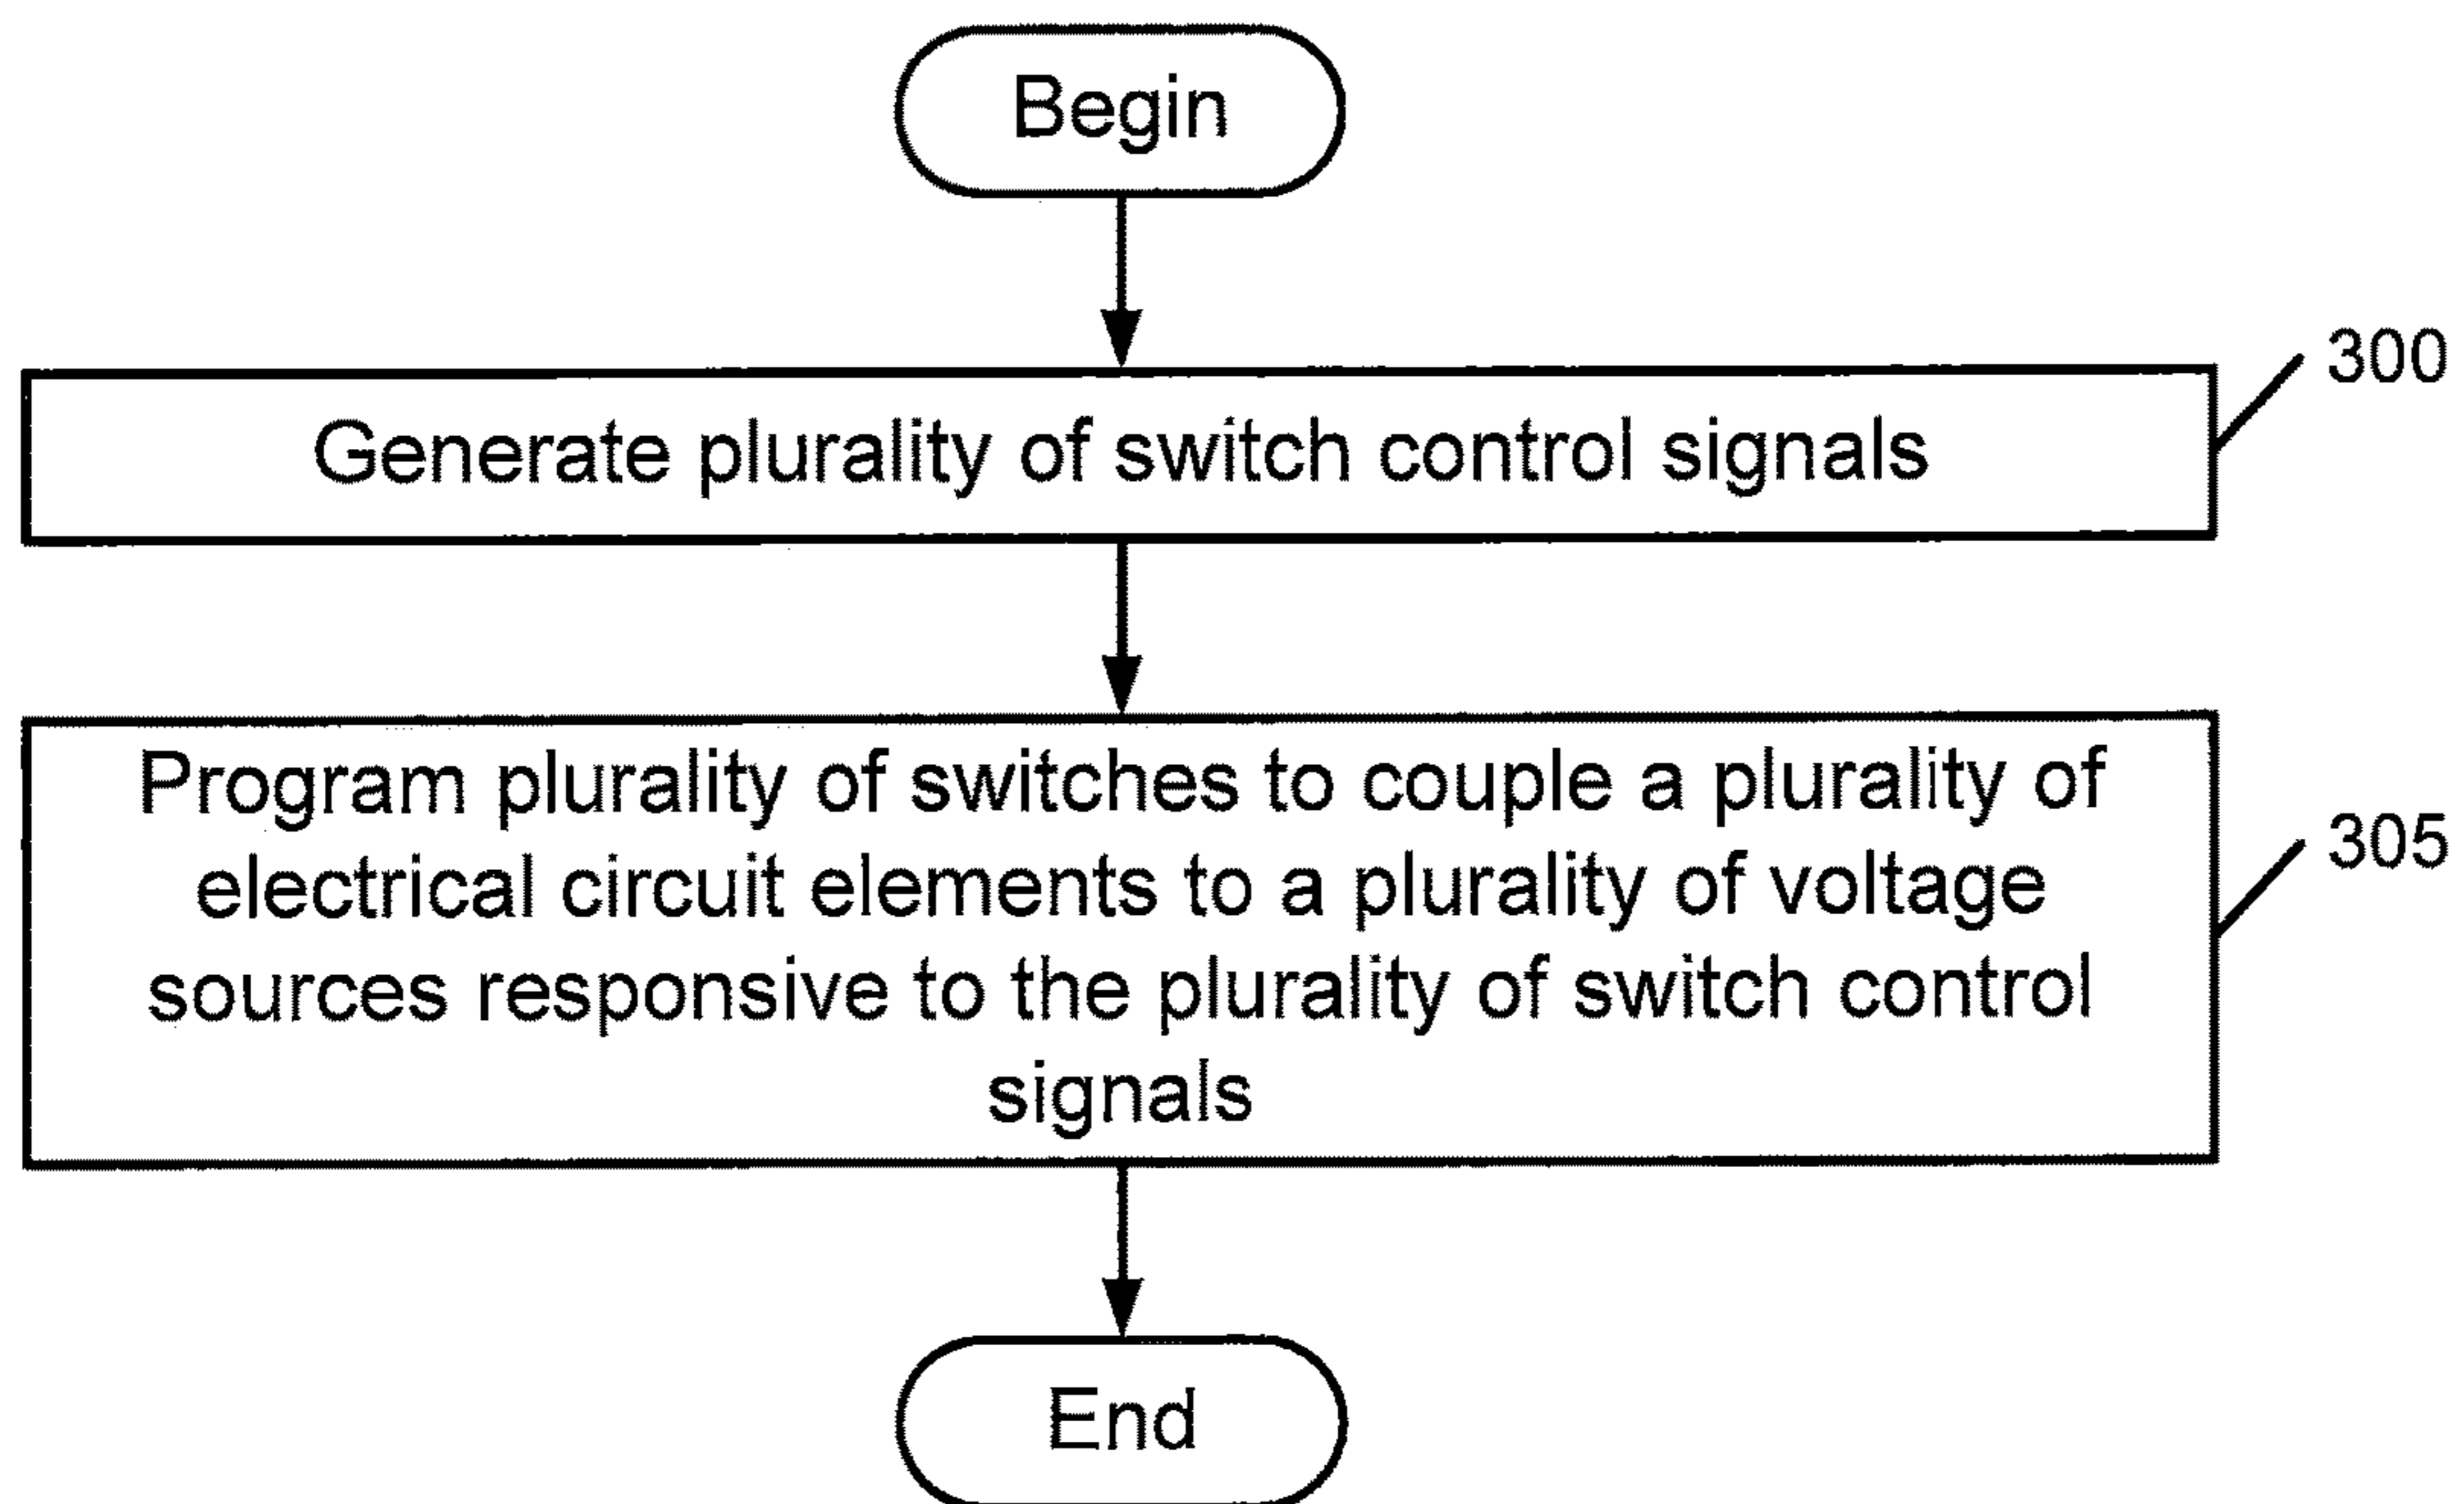 Begin
300
Generate plurality of switch control signals
Program plurality of switches to couple a plurality of
305
electrical circuit elements to a plurality of voltage
sources responsive to the plurality of switch control
signals
End